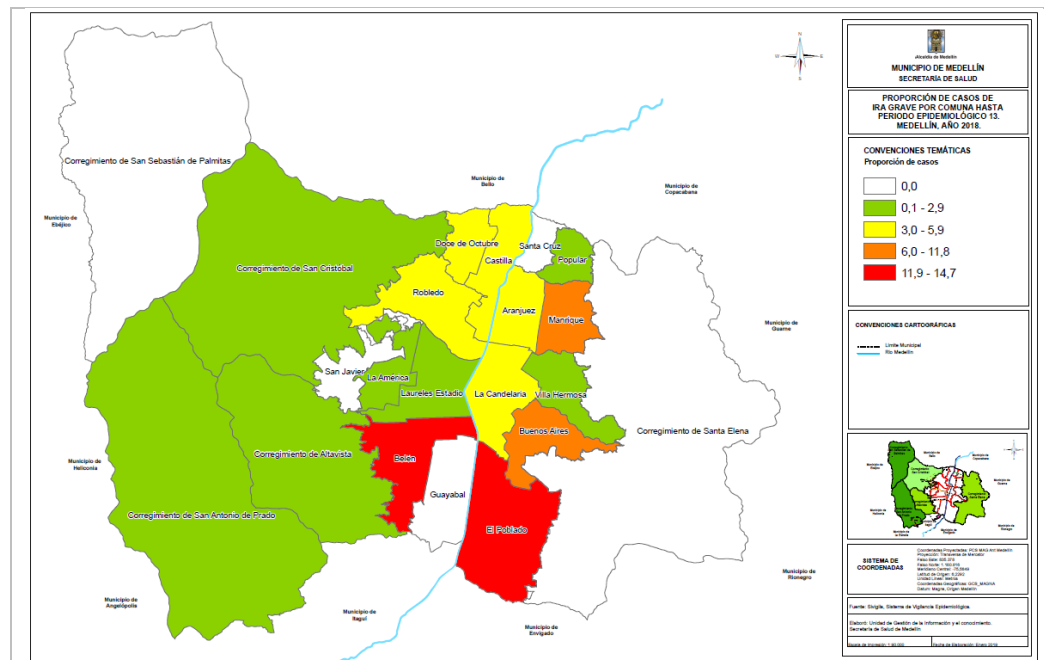 N
W
E
S
Corregimiento de San Sebastián de Palmitas
Municipio de
Bello
Municipio de
Copacabana
Municipio de
Ebéjico
Doce de Octubre
Santa Cruz
Castilla
Popular
Corregimiento de San Cristóbal
Robledo
Aranjuez
Manrique
Municipio de
Guarne
San Javier
La América
Laureles Estadio
La Candelaria
Villa Hermosa
Buenos Aires
Corregimiento de Santa Elena
Corregimiento de Altavista
Belén
Municipio de
Heliconia
Guayabal
Corregimiento de San Antonio de Prado
El Poblado
Municipio de
Rionegro
Municipio de
Angelópolis
Municipio de
Itagüí
Municipio de
Envigado
Alcaldía de Medellín
MUNICIPIO DE MEDELLÍN
SECRETARÍA DE SALUD
PROPORCIÓN DE CASOS DE
IRA GRAVE POR COMUNA HASTA
PERIODO EPIDEMIOLÓGICO 13.
MEDELLÍN, AÑO 2018.
CONVENCIONES TEMÁTICAS
Proporción de casos
0,0
0,1 - 2,9
3,0 - 5,9
6,0 - 11,8
11,9 - 14,7
CONVENCIONES CARTOGRÁFICAS
Límite Municipal
Río Medellín
SISTEMA DE
COORDENADAS
Fuente: Sivigila, Sistema de Vigilancia Epidemiológica.
Elaboró: Unidad de Gestión de la Información y el conocimiento.
Secretaría de Salud de Medellín
Fecha de Elaboración: Enero 2019